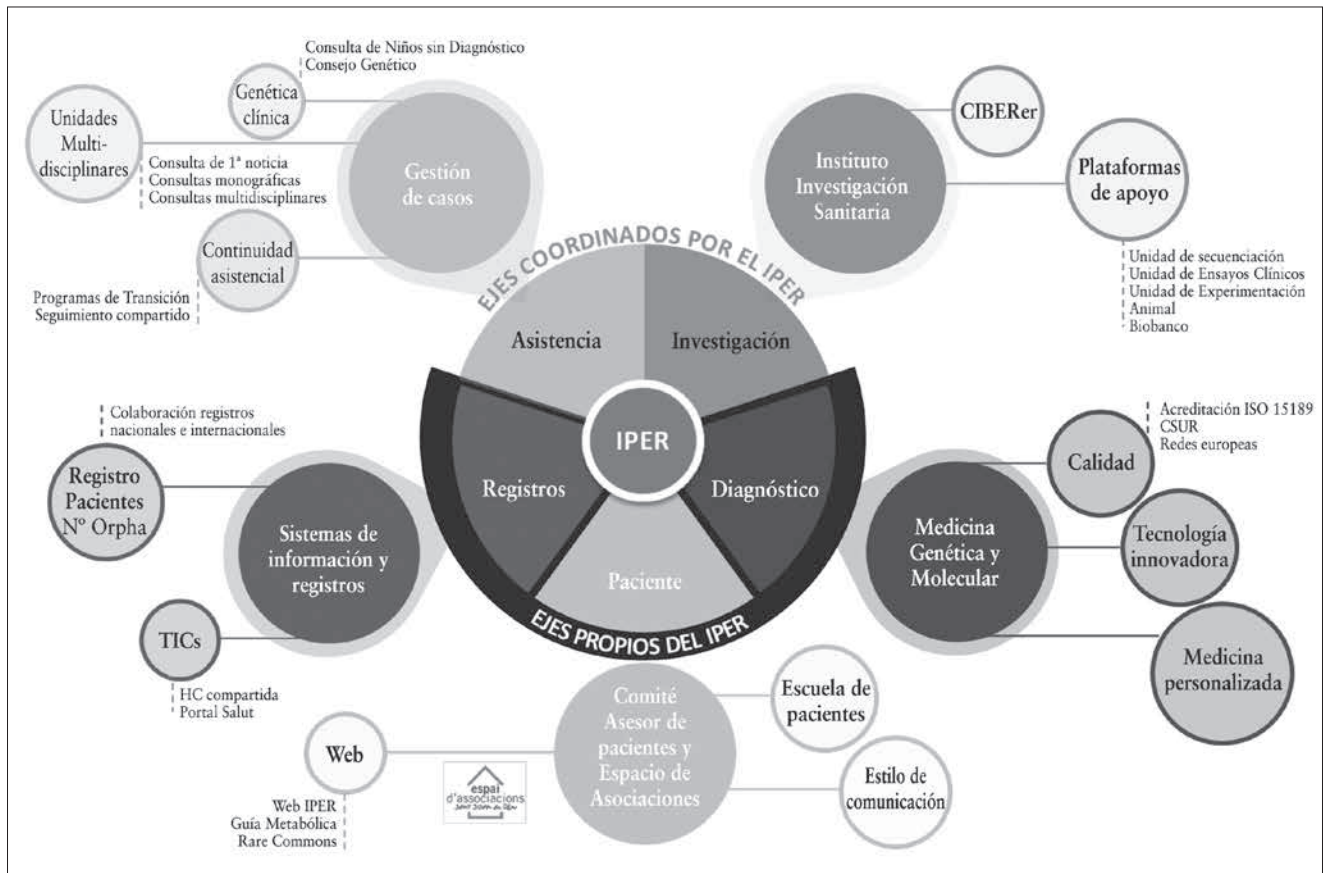 Consulta de Niños sin Diagnóstico
Consejo Genético
Genética
clínica
Unidades
Multi-
disciplinares
Consulta de 1ª noticia
Consultas monográficas
Consultas multidisciplinares
Continuidad
asistencial
Programas de Transición
Seguimiento compartido
Gestión
de casos
Instituto
Investigación
Sanitaria
CIBERer
Plataformas
de apoyo
Unidad de secuenciación
Unidad de Ensayos Clínicos
Unidad de Experimentación
Animal
Biobanco
EJES COORDINADOS POR EL IPER
Asistencia
Investigación
IPER
Registros
Diagnóstico
Paciente
EJES PROPIOS DEL IPER
Colaboración registros
nacionales e internacionales
Registro
Pacientes
Nº Orpha
Sistemas de
información y
registros
TICs
HC compartida
Portal Salut
Acreditación ISO 15189
CSUR
Redes europeas
Calidad
Medicina
Genética y
Molecular
Tecnología
innovadora
Medicina
personalizada
Comité
Asesor de
pacientes y
Espacio de
Asociaciones
Escuela de
pacientes
Estilo de
comunicación
Web
Web IPER
Guía Metabólica
Rare Commons
espai
d'associacions